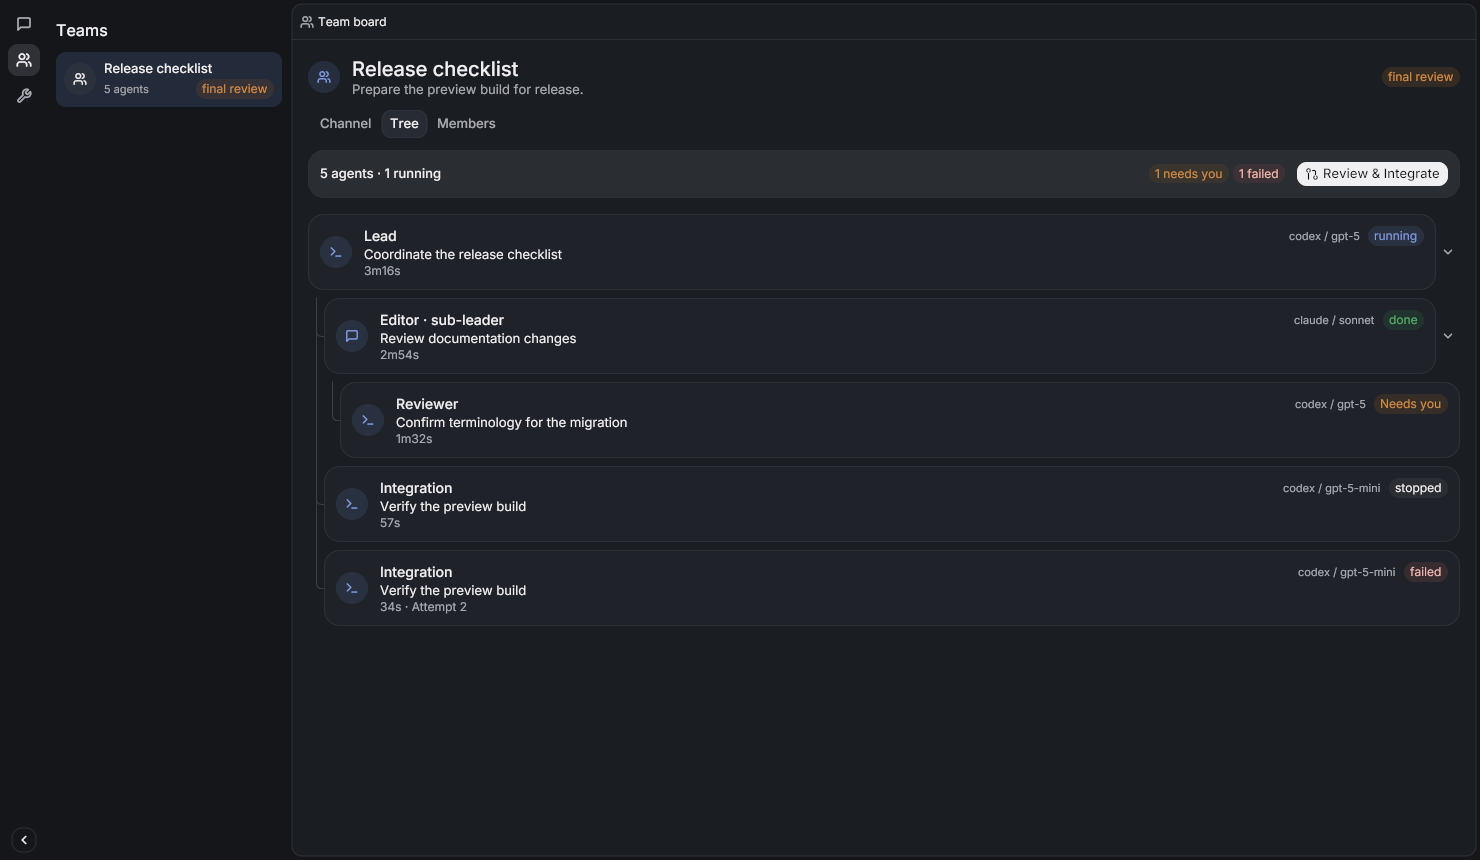 Teams
Release checklist
5 agents
final review
Team board
Release checklist
Prepare the preview build for release.
final review
Channel
Tree
Members
5 agents · 1 running
1 needs you
1 failed
Review & Integrate
Lead
Coordinate the release checklist
3m16s
codex / gpt-5
running
Editor · sub-leader
Review documentation changes
2m54s
claude / sonnet
done
Reviewer
Confirm terminology for the migration
1m32s
codex / gpt-5
Needs you
Integration
Verify the preview build
57s
codex / gpt-5-mini
stopped
Integration
Verify the preview build
34s · Attempt 2
codex / gpt-5-mini
failed